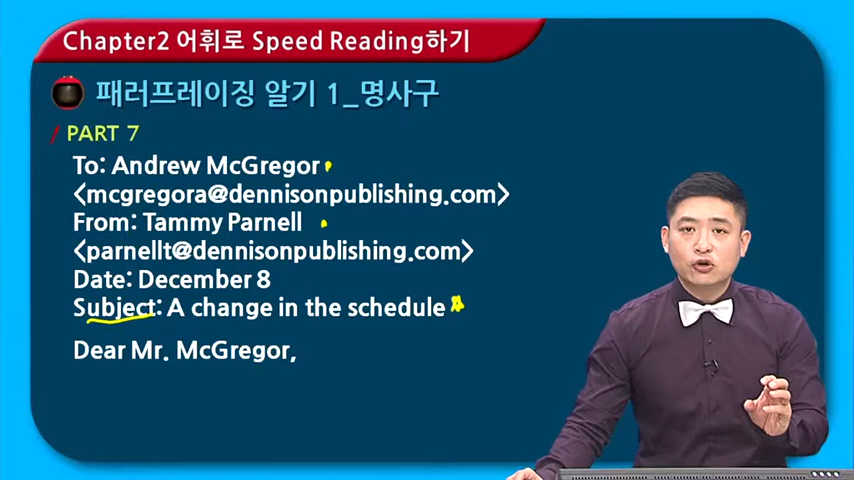 Chapter2 어휘로 Speed Reading하기
패러프레이징 알기 1_명사구
/ PART 7
To: Andrew McGregor
<mcgregora@dennisonpublishing.com>
From: Tammy Parnell
<parnellt@dennisonpublishing.com>
Date: December 8
Subject: A change in the schedule
Dear Mr. McGregor,